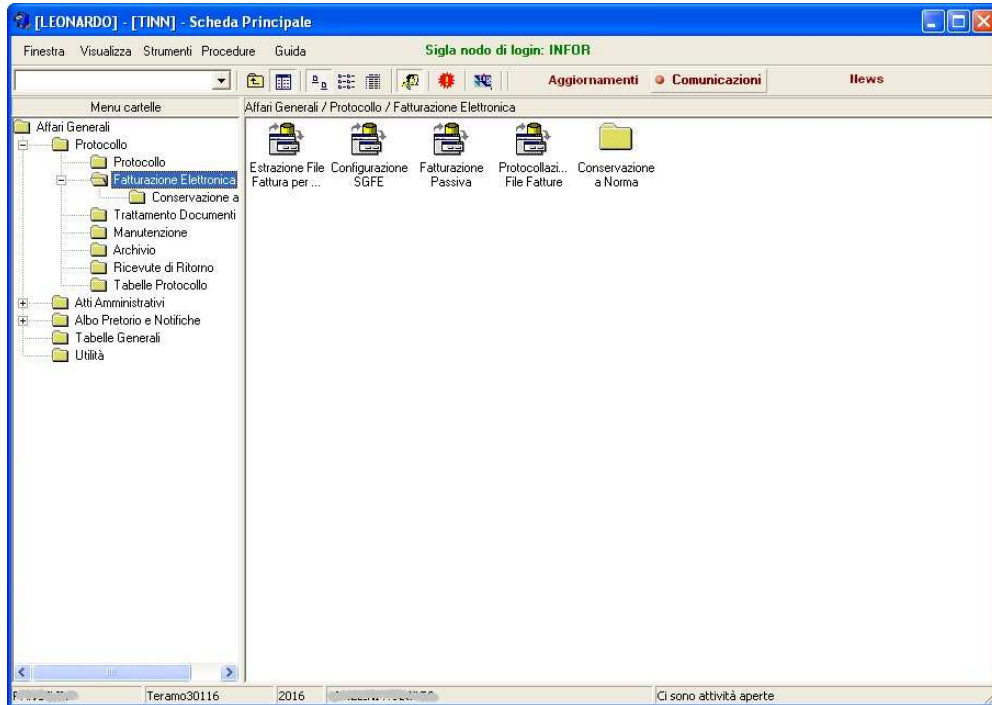 [LEONARDO] - [TINN] - Scheda Principale
Finestra Visualizza Strumenti Procedure Guida Sigla nodo di login: INFOR
Aggiornamenti Comunicazioni News
Menu cartelle
Affari Generali / Protocollo / Fatturazione Elettronica
Affari Generali
Protocollo
Protocollo
Fatturazione Elettronica
Conservazione a
Trattamento Documenti
Manutenzione
Archivio
Ricevute di Ritorno
Tabelle Protocollo
Atti Amministrativi
Albo Pretorio e Notifiche
Tabelle Generali
Utilità
Estrazione File
Fattura per ...
Configurazione
SGFE
Fatturazione
Passiva
Protocollazi...
File Fatture
Conservazione
a Norma
Teramo30116 2016 Ci sono attività aperte